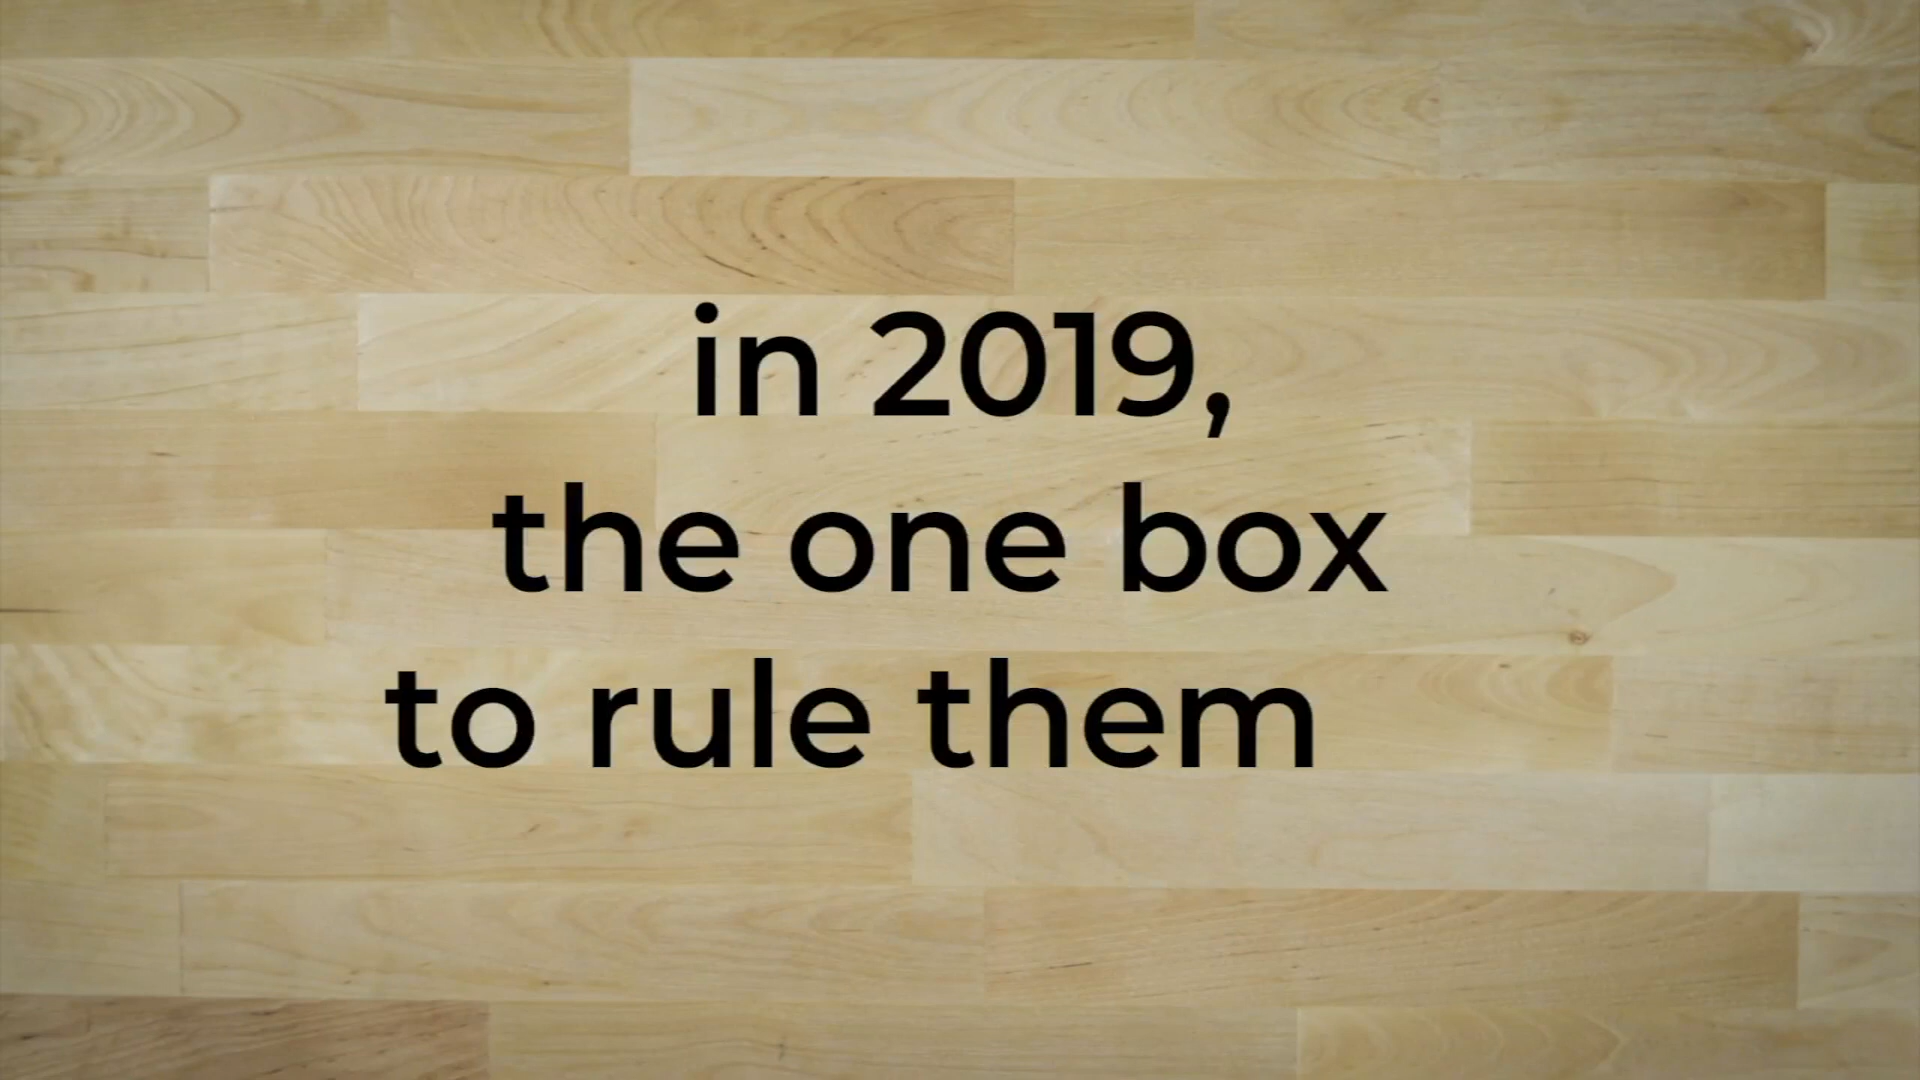 in 2019,
the one box
to rule them